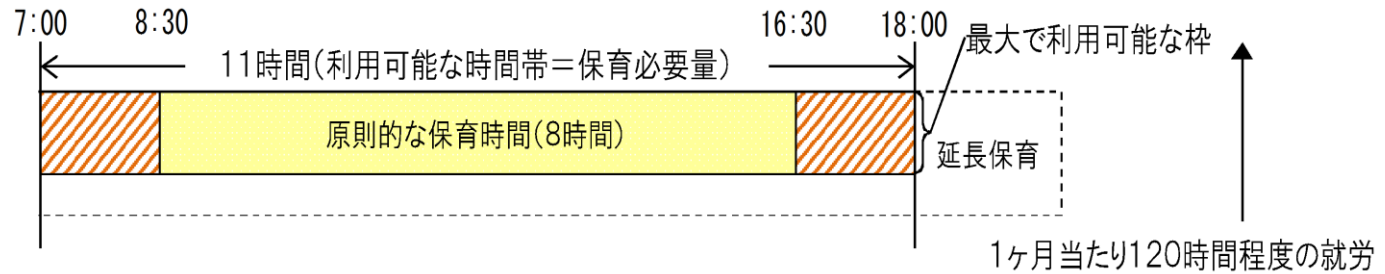 7:00 8:30 16:30 18:00
最大で利用可能な枠
11時間(利用可能な時間帯＝保育必要量)
原則的な保育時間(8時間)
延長保育
1ヶ月当たり120時間程度の就労